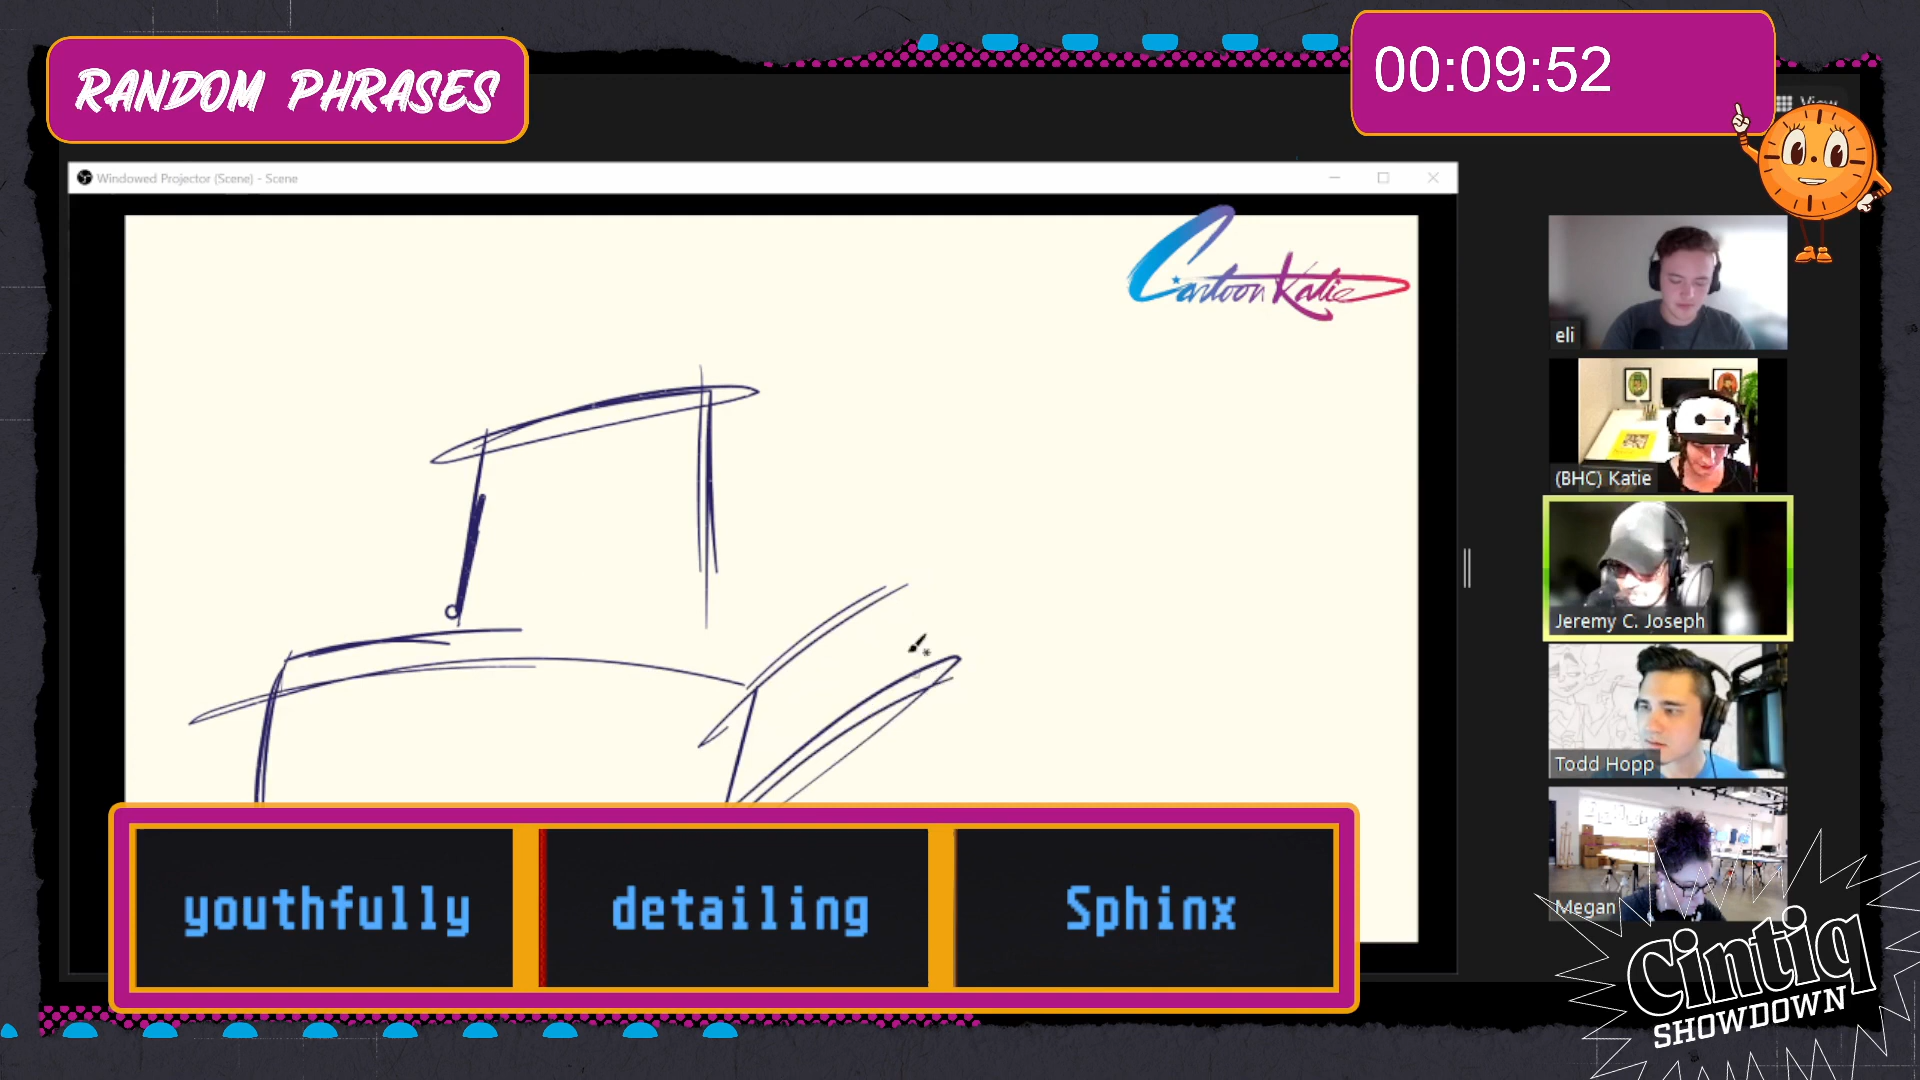 RANDOM PHRASES
00:09:52
View
Windowed Projector (Scene) - Scene
Cartoon Katie
eli
(BHC) Katie
Jeremy C. Joseph
Todd Hopp
Megan
youthfully
detailing
Sphinx
Cintiq
SHOWDOWN